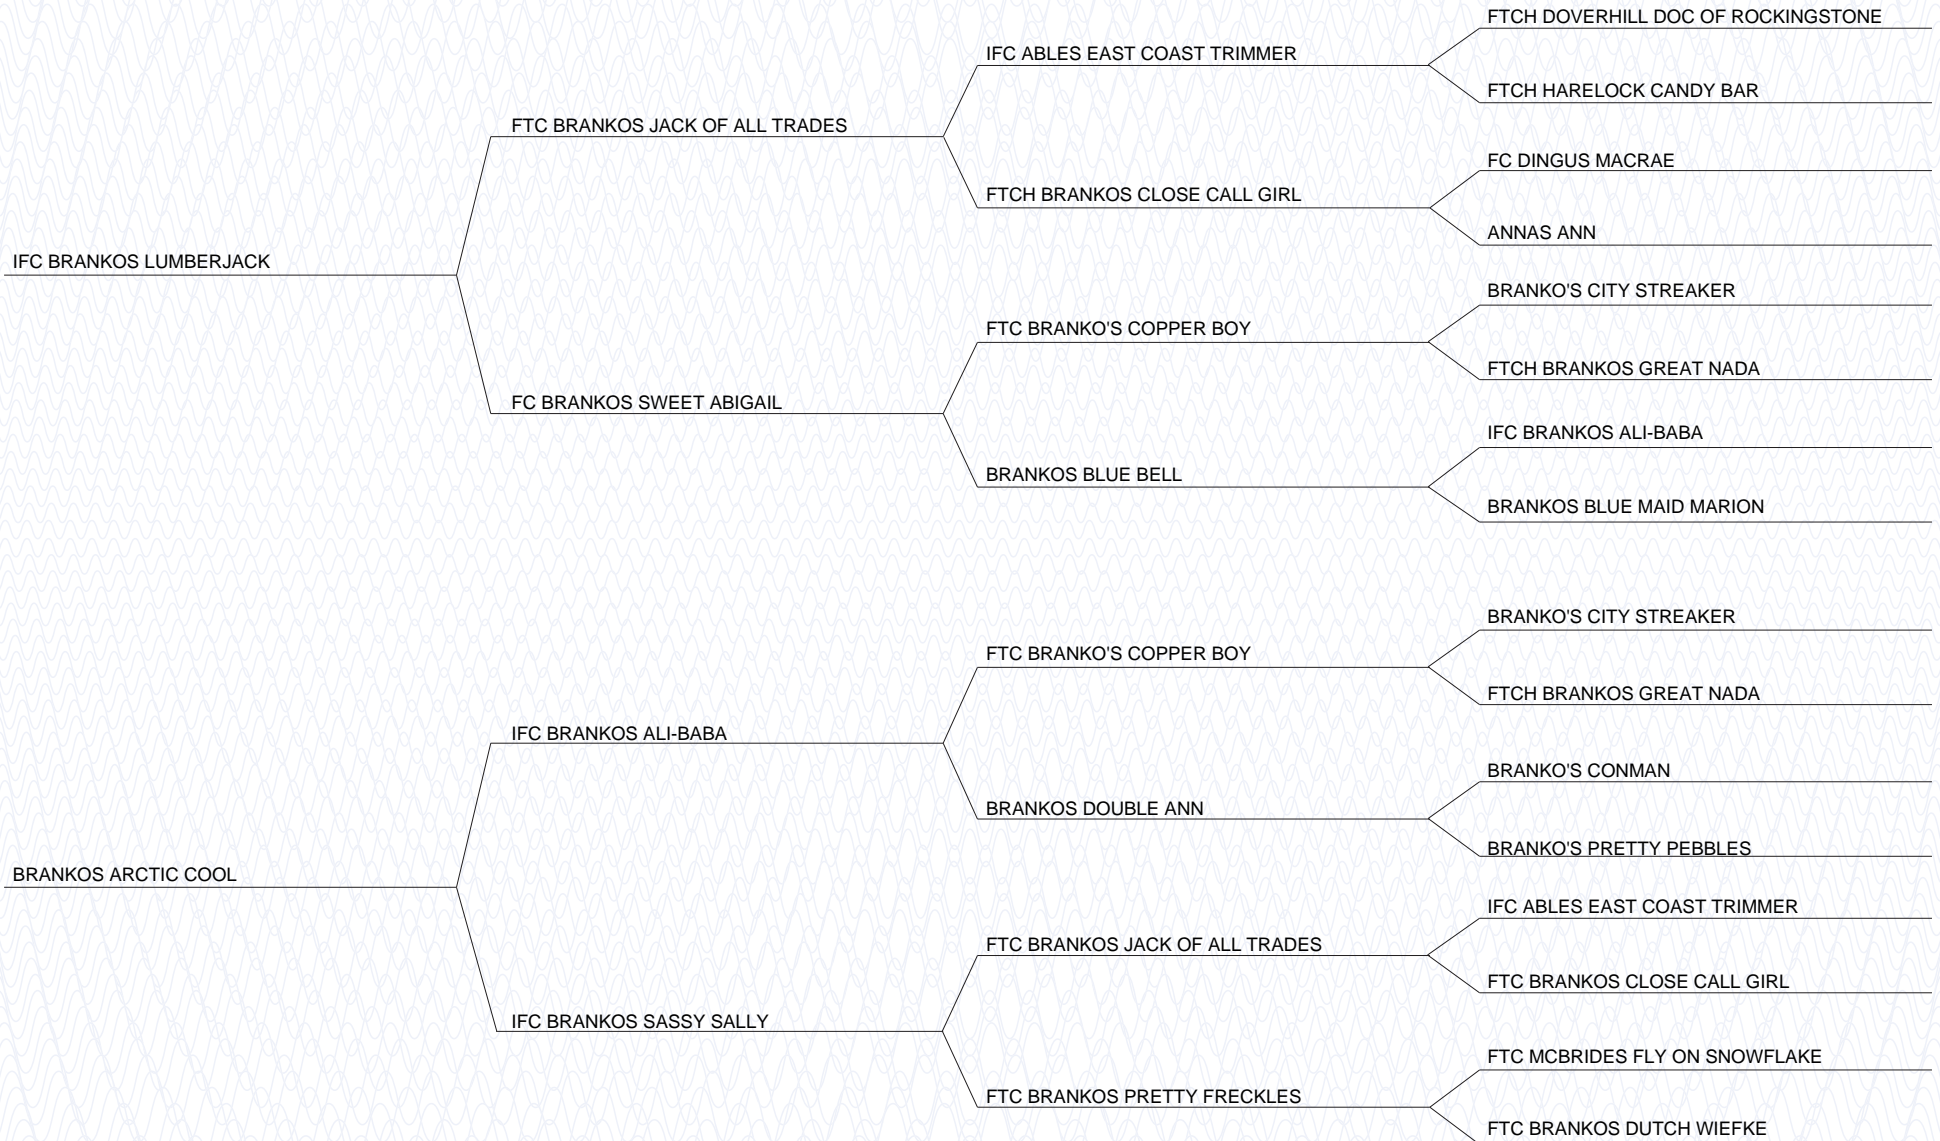 FTCH DOVERHILL DOC OF ROCKINGSTONE
IFC ABLES EAST COAST TRIMMER
FTCH HARELOCK CANDY BAR
FTC BRANKOS JACK OF ALL TRADES
FC DINGUS MACRAE
FTCH BRANKOS CLOSE CALL GIRL
ANNAS ANN
IFC BRANKOS LUMBERJACK
BRANKO'S CITY STREAKER
FTC BRANKO'S COPPER BOY
FTCH BRANKOS GREAT NADA
FC BRANKOS SWEET ABIGAIL
IFC BRANKOS ALI-BABA
BRANKOS BLUE BELL
BRANKOS BLUE MAID MARION
BRANKO'S CITY STREAKER
FTC BRANKO'S COPPER BOY
FTCH BRANKOS GREAT NADA
IFC BRANKOS ALI-BABA
BRANKO'S CONMAN
BRANKOS DOUBLE ANN
BRANKO'S PRETTY PEBBLES
BRANKOS ARCTIC COOL
IFC ABLES EAST COAST TRIMMER
FTC BRANKOS JACK OF ALL TRADES
FTC BRANKOS CLOSE CALL GIRL
IFC BRANKOS SASSY SALLY
FTC MCBRIDES FLY ON SNOWFLAKE
FTC BRANKOS PRETTY FRECKLES
FTC BRANKOS DUTCH WIEFKE